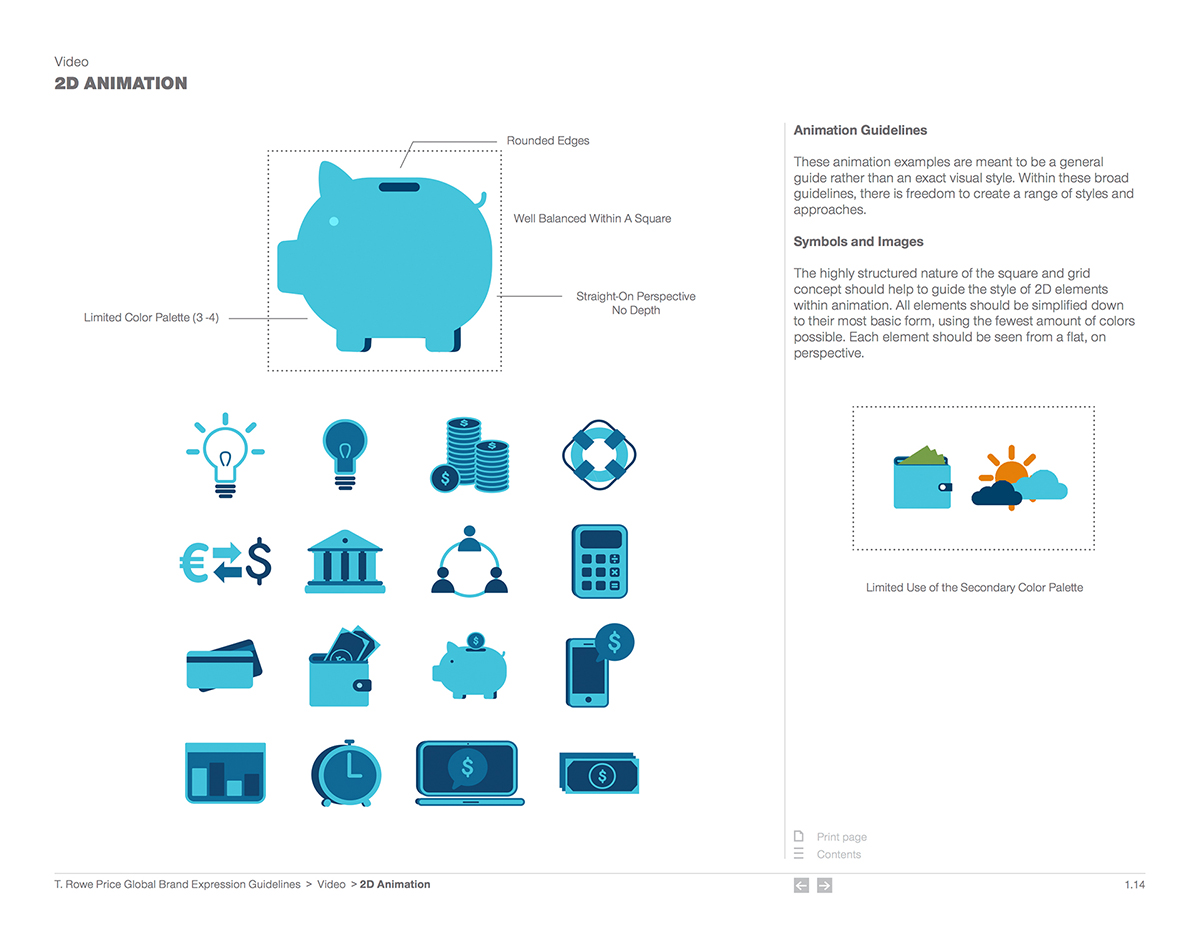 Video
2D ANIMATION
Rounded Edges
Well Balanced Within A Square
Straight-On Perspective
No Depth
Limited Color Palette (3 -4)
$
$
$
€ $
$
$
$
$
Animation Guidelines
These animation examples are meant to be a general
guide rather than an exact visual style. Within these broad
guidelines, there is freedom to create a range of styles and
approaches.
Symbols and Images
The highly structured nature of the square and grid
concept should help to guide the style of 2D elements
within animation. All elements should be simplified down
to their most basic form, using the fewest amount of colors
possible. Each element should be seen from a flat, on
perspective.
Limited Use of the Secondary Color Palette
Print page
Contents
T. Rowe Price Global Brand Expression Guidelines > Video > 2D Animation
1.14